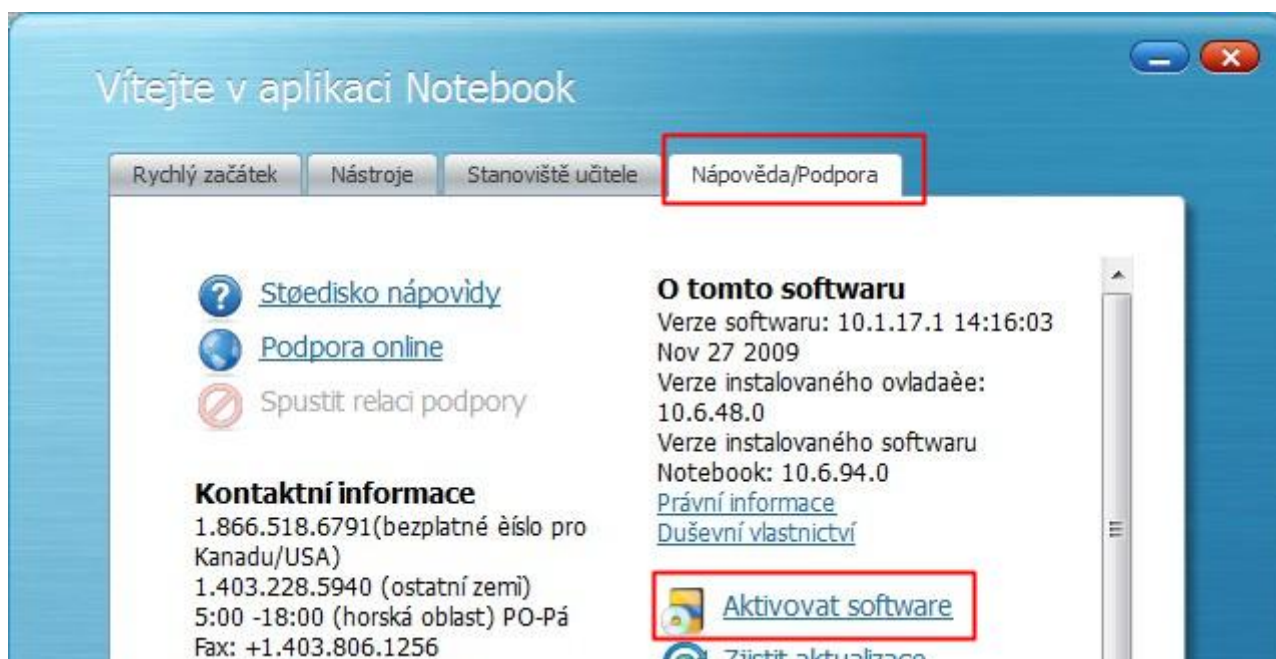 Vítejte v aplikaci Notebook
Rychlý začátek
Nástroje
Stanoviště učitele
Nápověda/Podpora
Støedisko nápovìdy
Podpora online
Spustit relaci podpory
Kontaktní informace
1.866.518.6791(bezplatné èíslo pro
Kanadu/USA)
1.403.228.5940 (ostatní zemì)
5:00 -18:00 (horská oblast) PO-Pá
Fax: +1.403.806.1256
O tomto softwaru
Verze softwaru: 10.1.17.1 14:16:03
Nov 27 2009
Verze instalovaného ovladaèe:
10.6.48.0
Verze instalovaného softwaru
Notebook: 10.6.94.0
Právní informace
Duševní vlastnictví
Aktivovat software
Zjistit aktualizace